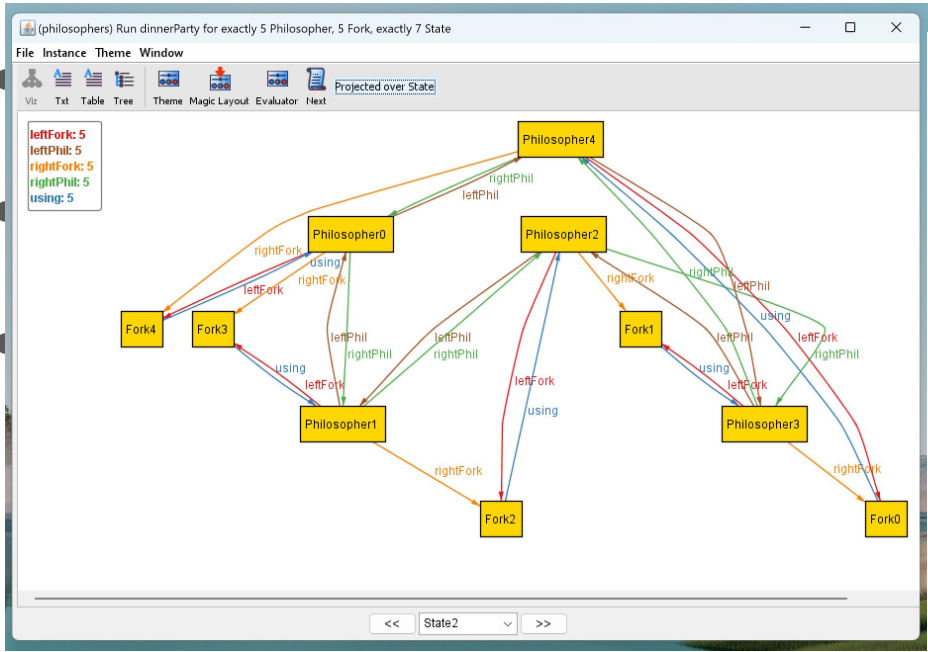 (philosophers) Run dinnerParty for exactly 5 Philosopher, 5 Fork, exactly 7 State
File Instance Theme Window
Viz Txt Table Tree Theme Magic Layout Evaluator Next Projected over State
leftFork: 5
leftPhil: 5
rightFork: 5
rightPhil: 5
using: 5
Philosopher4
rightPhil
leftPhil
Philosopher0
Philosopher2
rightFork
using
rightFork
leftFork
rightFork
rightPhil
leftPhil
using
Fork4
Fork3
Fork1
leftPhil
rightPhil
leftPhil
rightPhil
leftFork
rightPhil
using
leftFork
leftFork
using
using
leftFork
Philosopher1
Philosopher3
rightFork
rightFork
Fork2
Fork0
<< State2 >>